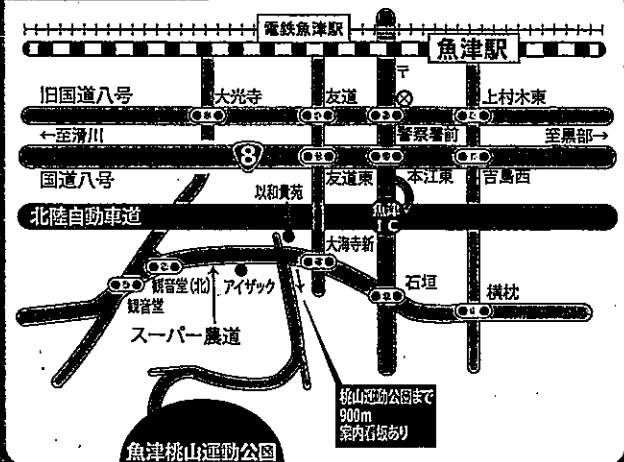 電鉄魚津駅
魚津駅
〒
旧国道八号
大光寺
友道
上村木東
←至滑川
警察署前
至黒部→
8
国道八号
友道東
本江東
吉島西
以和貴苑
北陸自動車道
魚津
IC
大海寺新
観音堂(北)
アイザック
石垣
観音堂
横枕
スーパー農道
桃山運動公園まで
900m
案内看板あり
魚津桃山運動公園